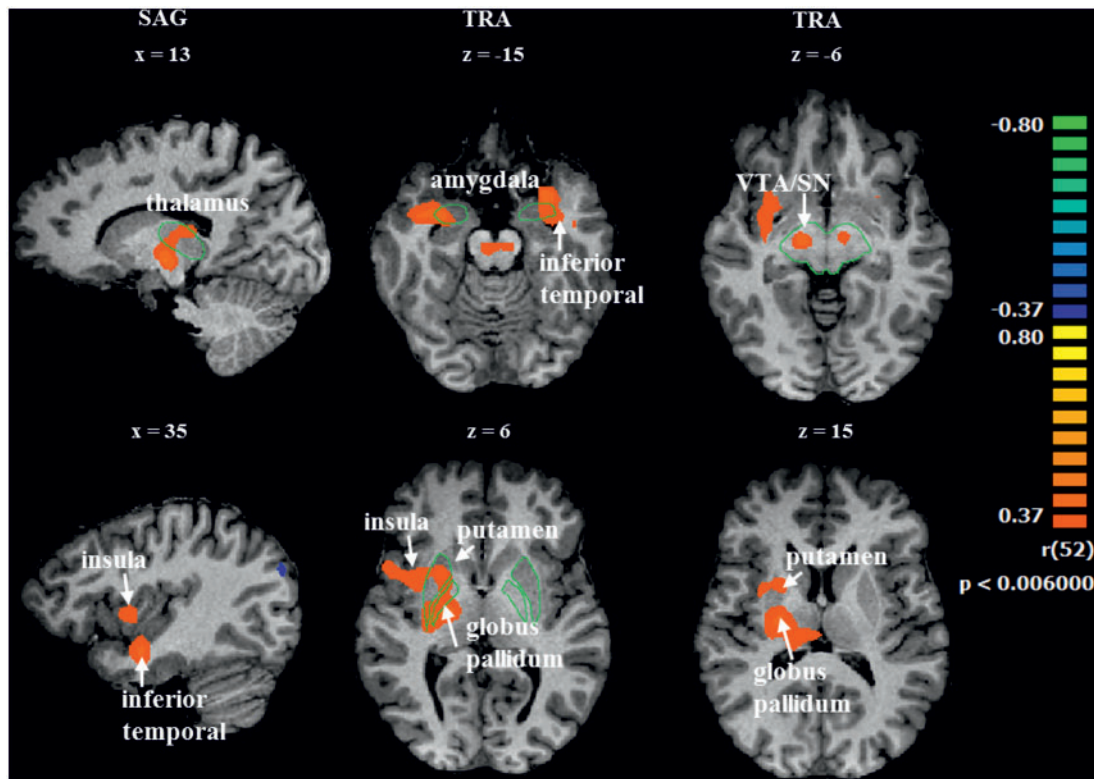 SAG
x = 13
TRA
z = -15
TRA
z = -6
thalamus
amygdala
inferior
temporal
VTA/SN
-0.80
-0.37
0.80
0.37
r(52)
p < 0.006000
x = 35
z = 6
z = 15
insula
inferior
temporal
insula
putamen
globus
pallidum
putamen
globus
pallidum